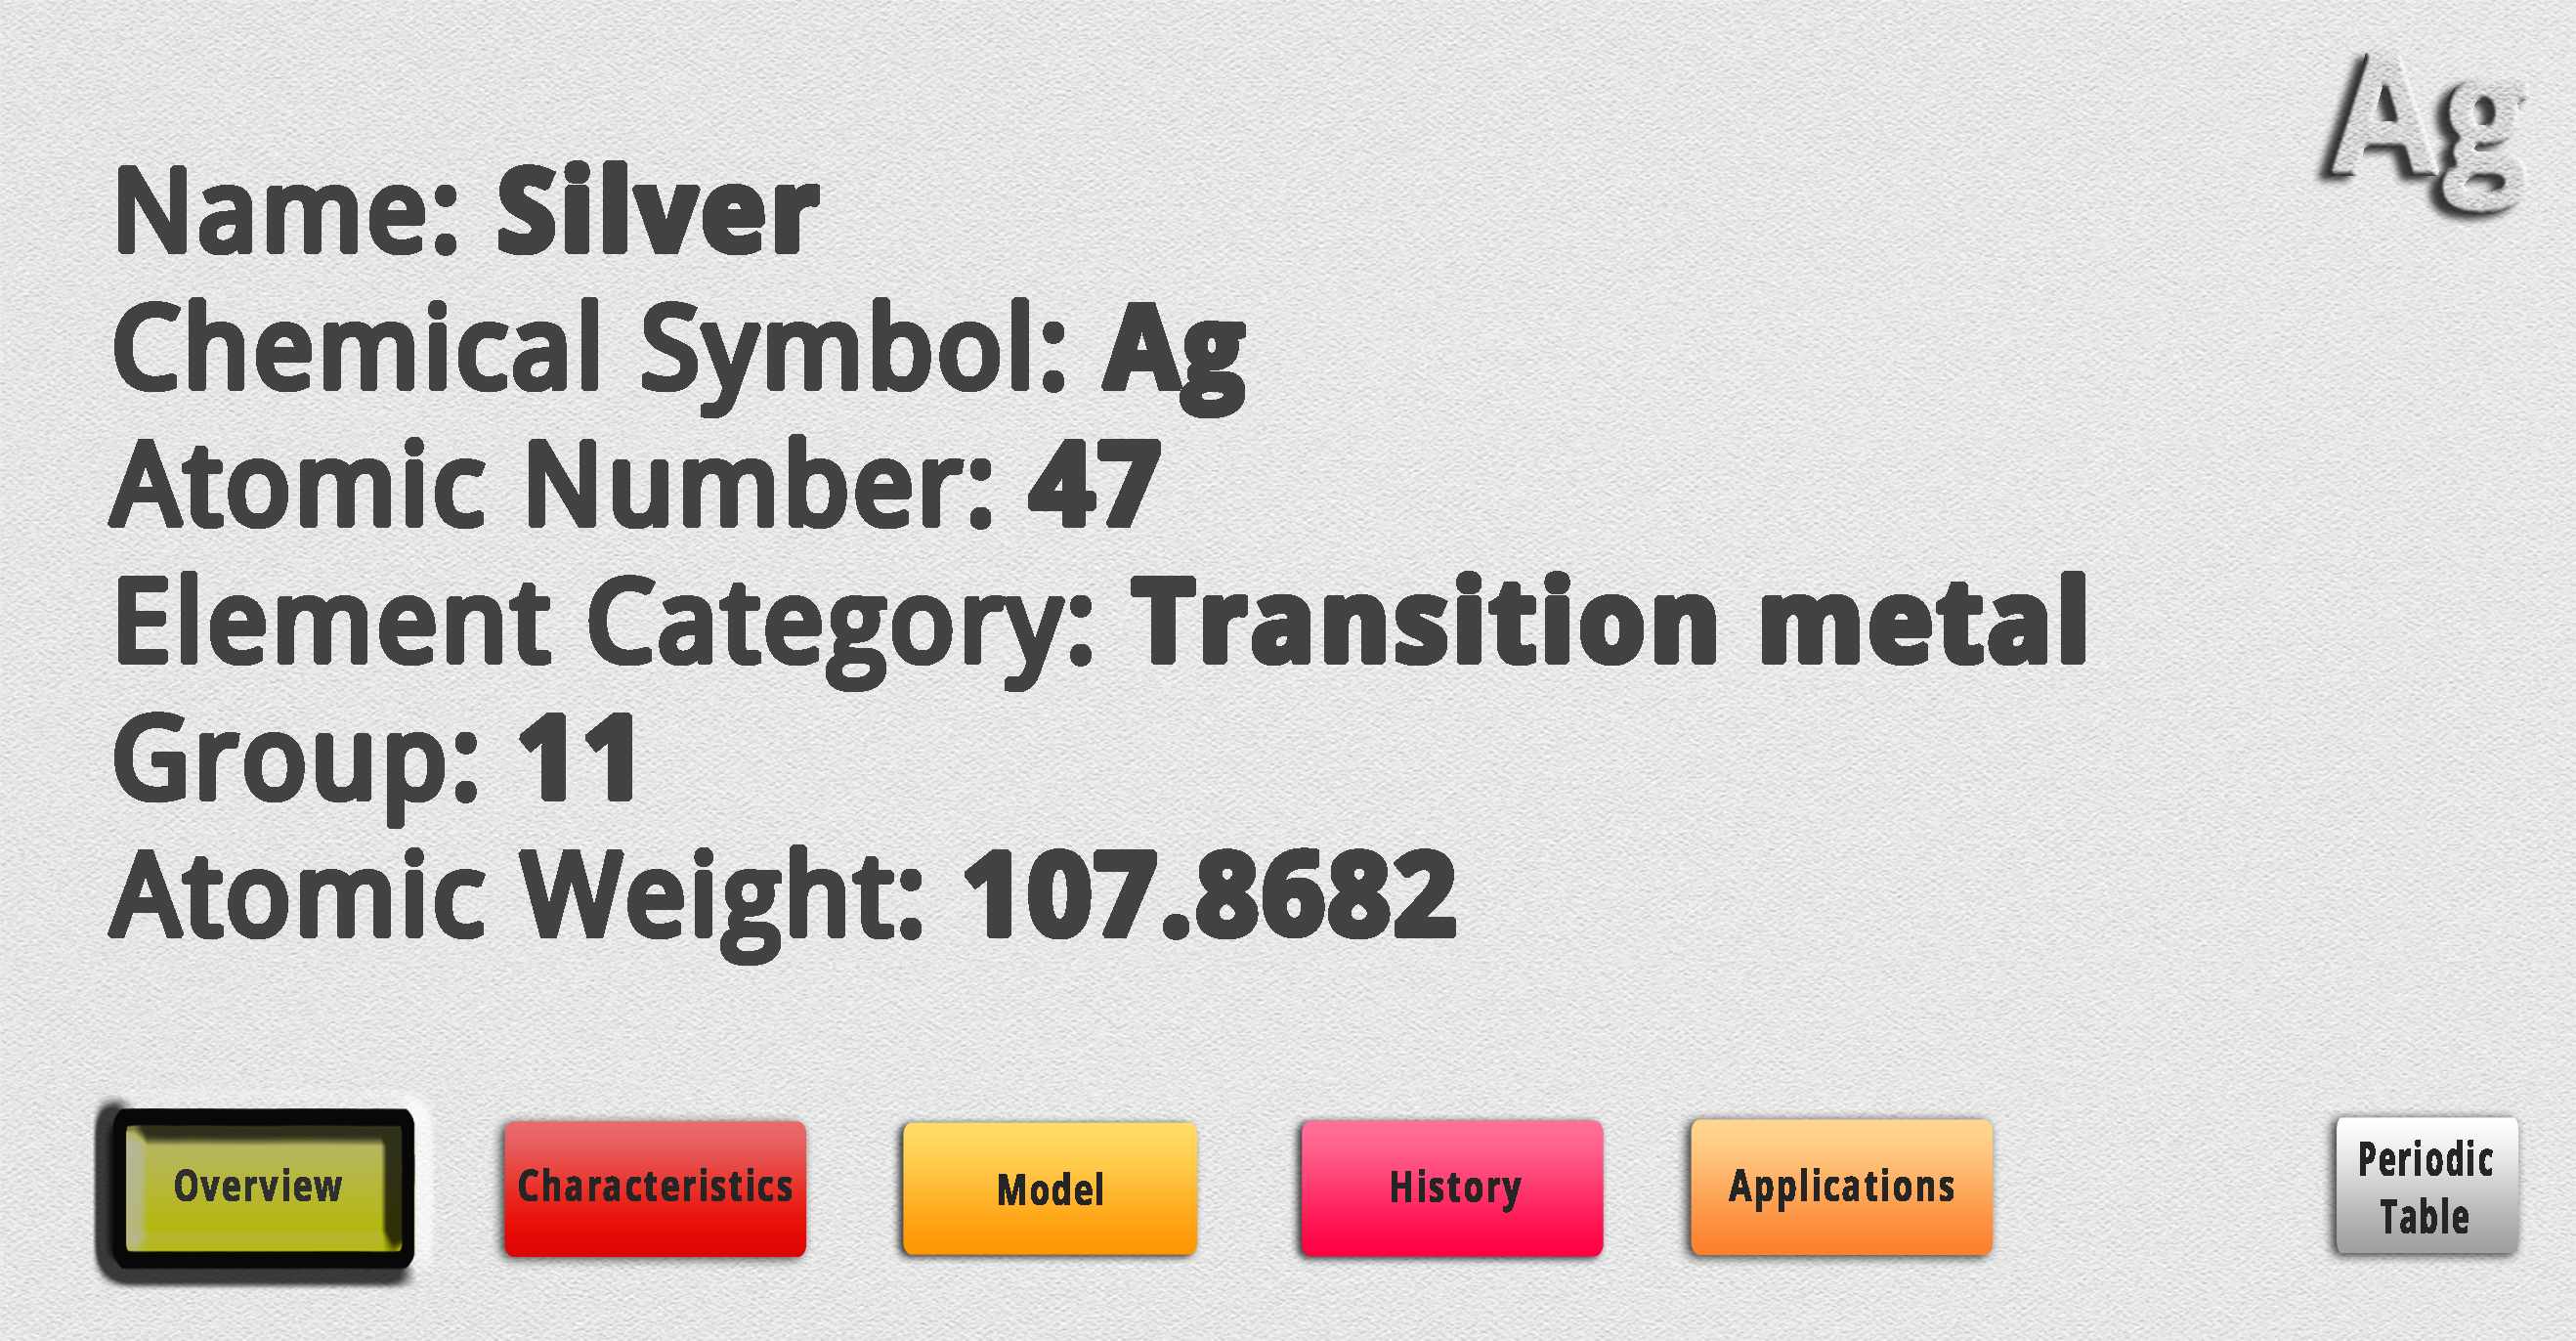 Ag
Name: Silver
Chemical Symbol: Ag
Atomic Number: 47
Element Category: Transition metal
Group: 11
Atomic Weight: 107.8682
Overview
Characteristics
Model
History
Applications
Periodic
Table